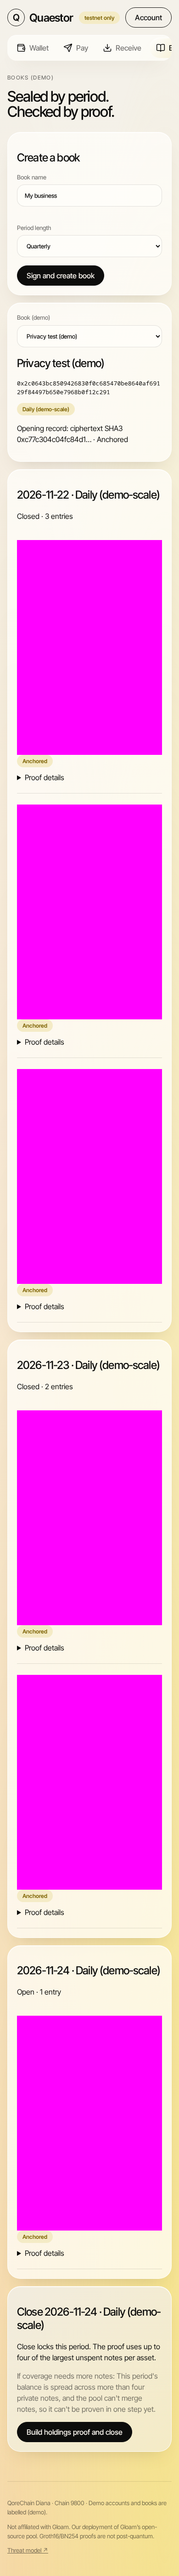 Q Quaestor testnet only Account
Wallet Pay Receive
BOOKS (DEMO)
Sealed by period.
Checked by proof.
Create a book
Book name
My business
Period length
Quarterly
Sign and create book
Book (demo)
Privacy test (demo)
Privacy test (demo)
0x2c0643bc8509426830f0c685470be8640af691
29f84497b650e7968b0f12c291
Daily (demo-scale)
Opening record: ciphertext SHA3
0xc77c304c04fc84d1... · Anchored
2026-11-22 · Daily (demo-scale)
Closed · 3 entries
Anchored
Proof details
Anchored
Proof details
Anchored
Proof details
2026-11-23 · Daily (demo-scale)
Closed · 2 entries
Anchored
Proof details
Anchored
Proof details
2026-11-24 · Daily (demo-scale)
Open · 1 entry
Anchored
Proof details
Close 2026-11-24 · Daily (demo-
scale)
Close locks this period. The proof uses up to
four of the largest unspent notes per asset.
If coverage needs more notes: This period's
balance is spread across more than four
private notes, and the pool can't merge
notes, so it can't be proven in one step yet.
Build holdings proof and close
QoreChain Diana · Chain 9800 · Demo accounts and books are
labelled (demo).
Not affiliated with Gloam. Our deployment of Gloam's open-
source pool. Groth16/BN254 proofs are not post-quantum.
Threat model ↗